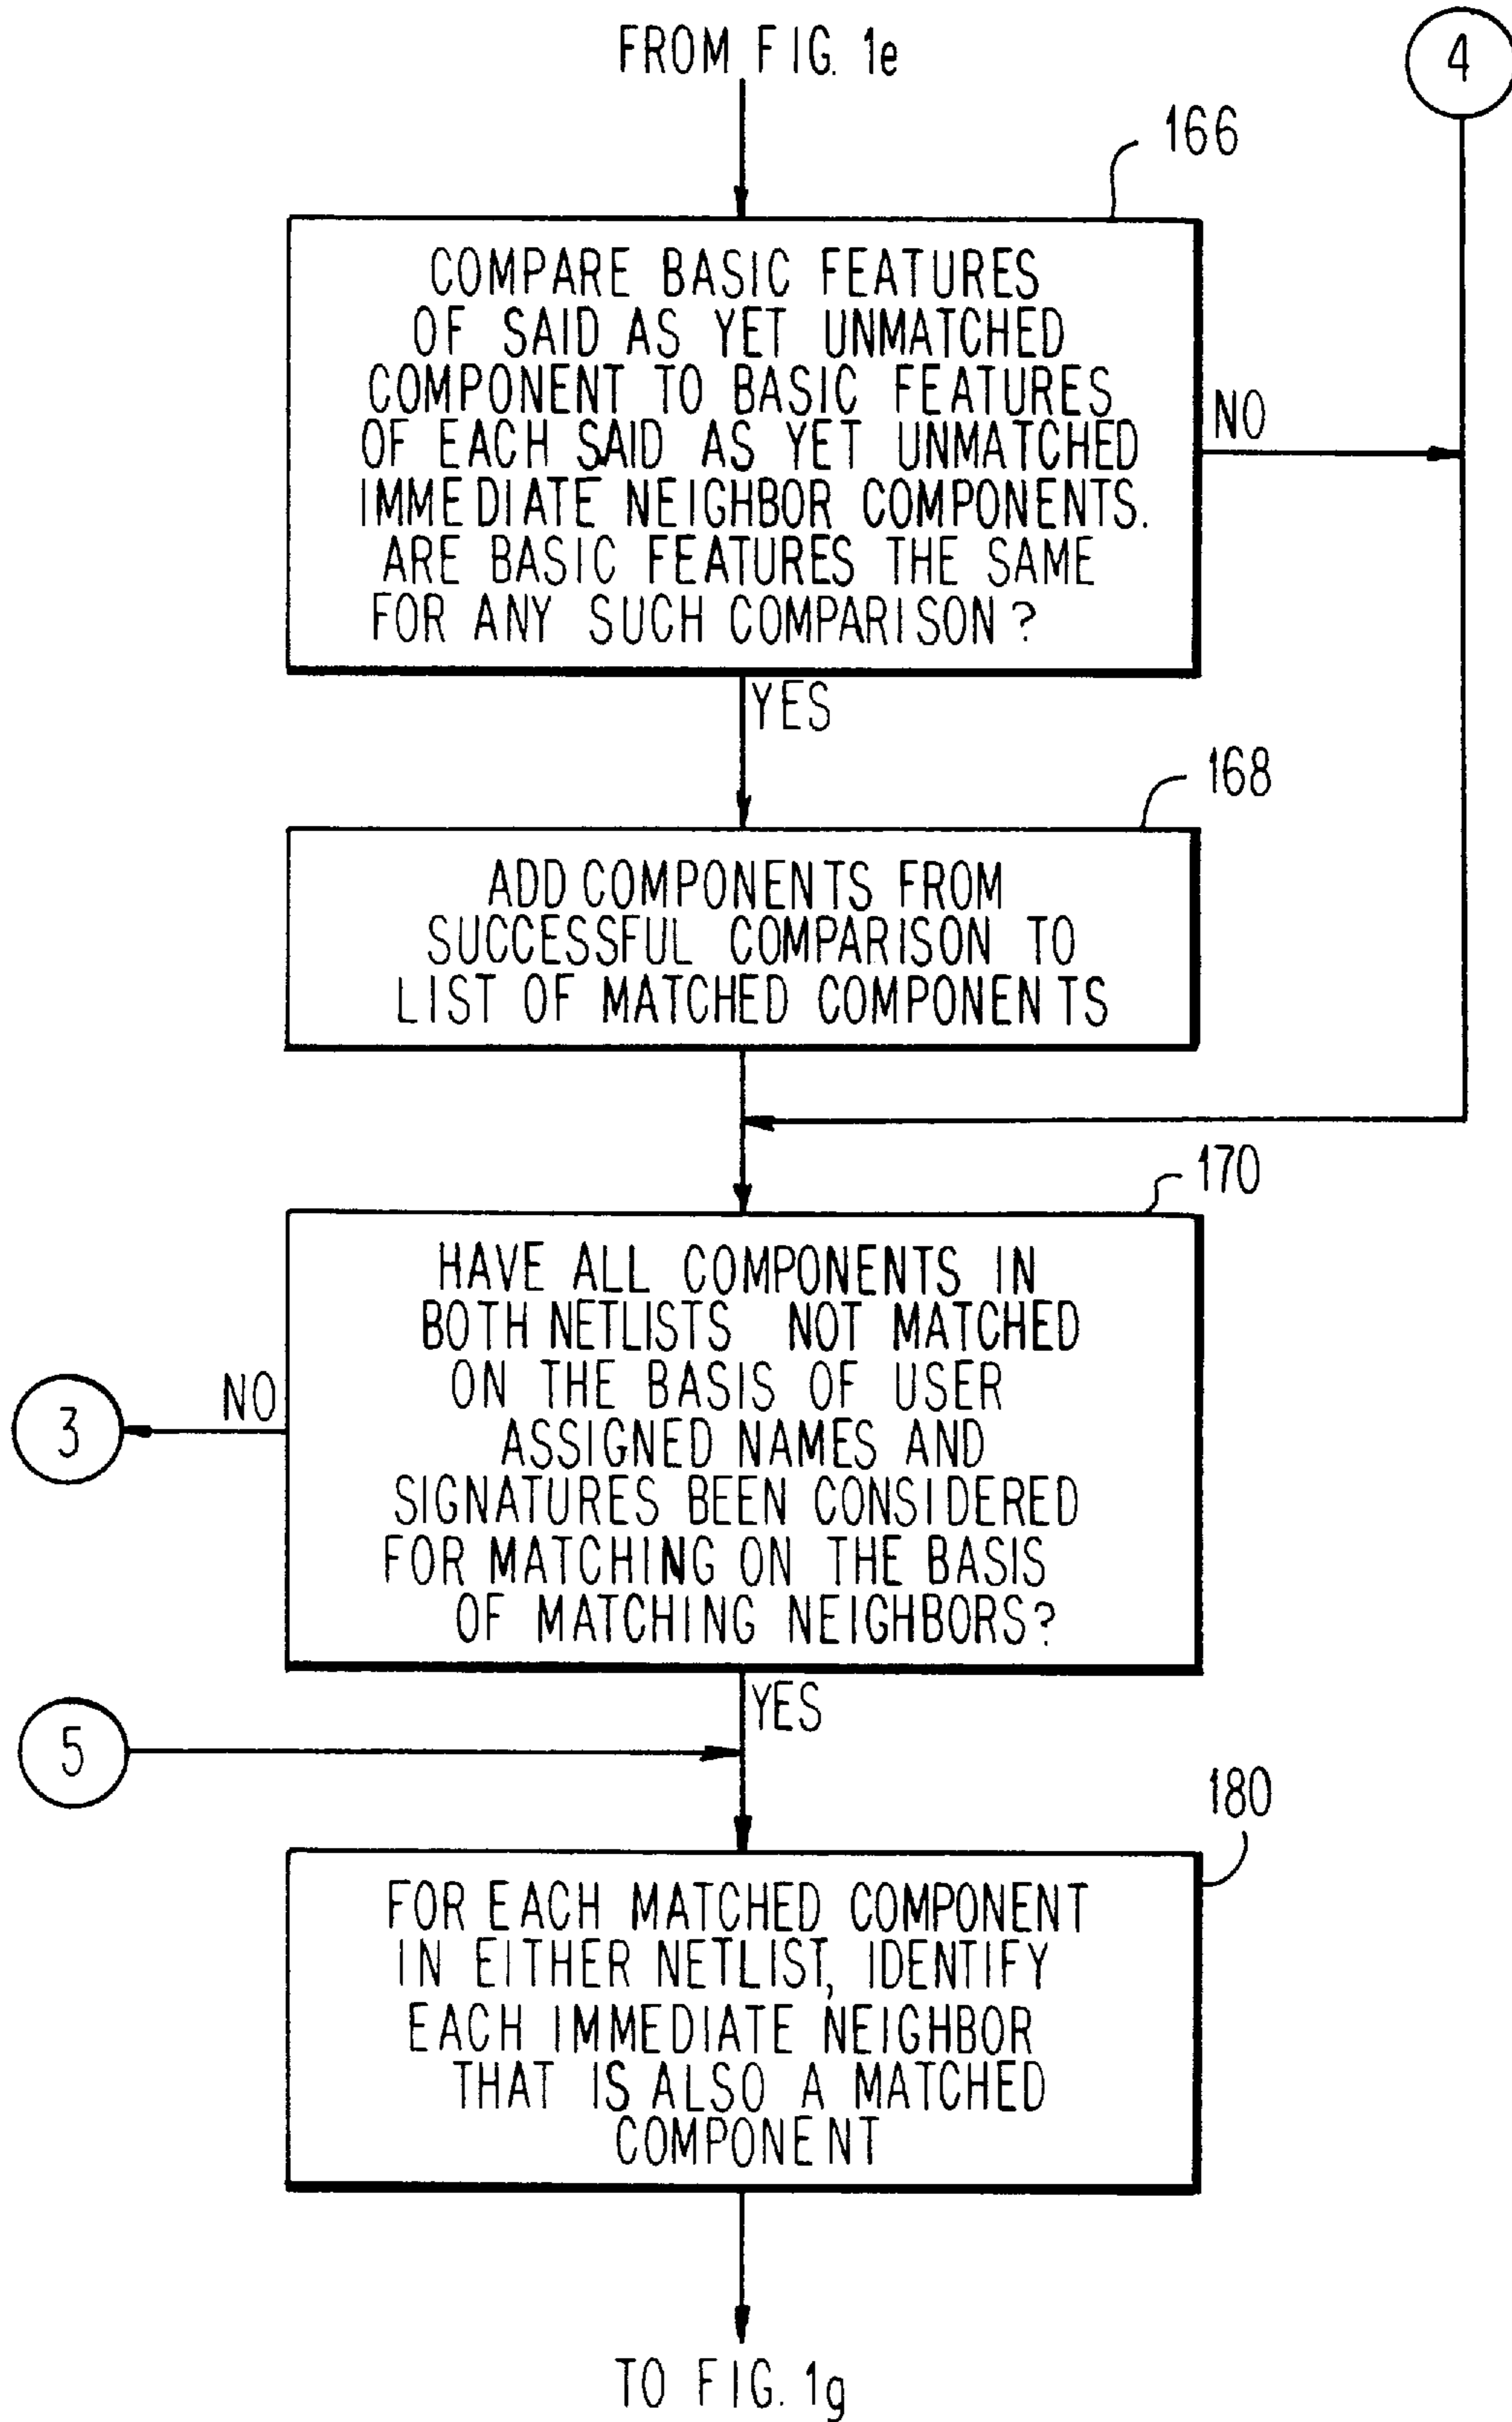 FROM FIG. 1e
4
166
COMPARE BASIC FEATURES
OF SAID AS YET UNMATCHED
COMPONENT TO BASIC FEATURES
OF EACH SAID AS YET UNMATCHED
IMMEDIATE NEIGHBOR COMPONENTS.
ARE BASIC FEATURES THE SAME
FOR ANY SUCH COMPARISON?
NO
YES
168
ADD COMPONENTS FROM
SUCCESSFUL COMPARISON TO
LIST OF MATCHED COMPONENTS
170
HAVE ALL COMPONENTS IN
BOTH NETLISTS NOT MATCHED
ON THE BASIS OF USER
ASSIGNED NAMES AND
SIGNATURES BEEN CONSIDERED
FOR MATCHING ON THE BASIS
OF MATCHING NEIGHBORS?
NO
3
YES
5
180
FOR EACH MATCHED COMPONENT
IN EITHER NETLIST, IDENTIFY
EACH IMMEDIATE NEIGHBOR
THAT IS ALSO A MATCHED
COMPONENT
TO FIG. 1g